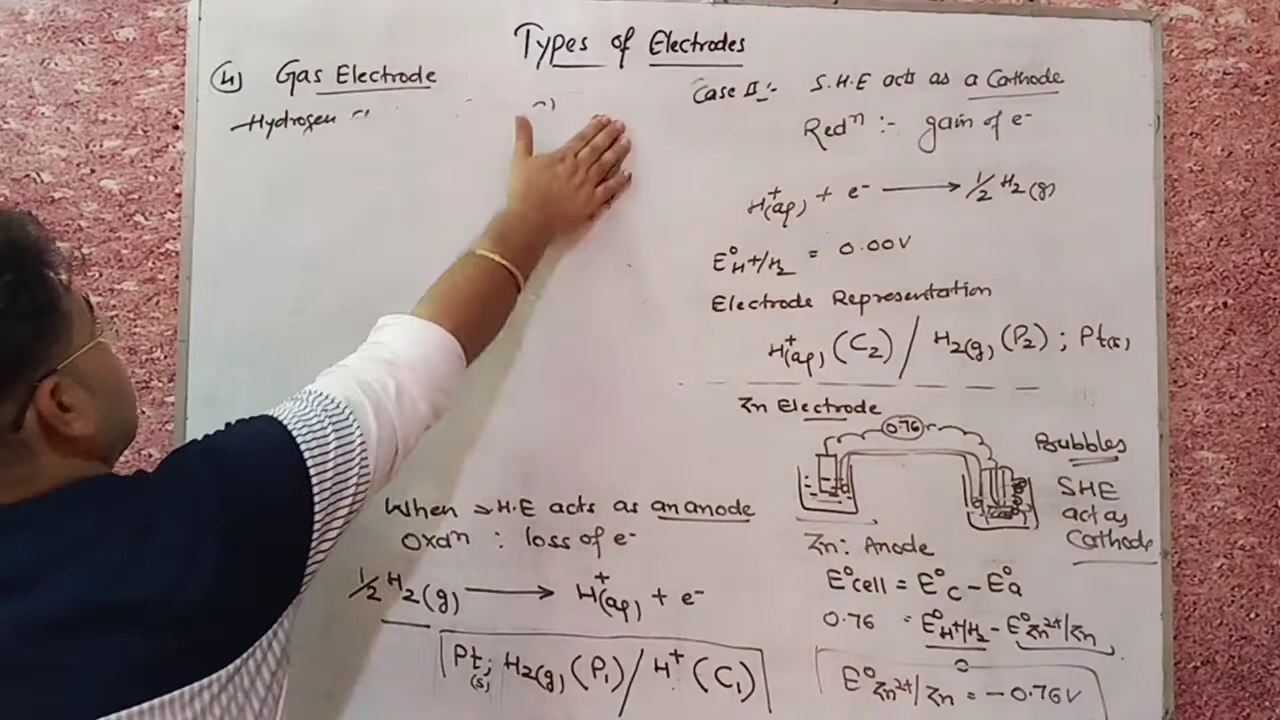 Types of Electrodes
(4) Gas Electrode
Hydrogen
When S.H.E acts as an anode
Oxdⁿ : loss of e⁻
½ H₂(g) ⟶ H⁺(aq) + e⁻
Pt(s); H₂(g) (P₁) / H⁺ (C₁)
Case II :- S.H.E acts as a Cathode
Redⁿ :- gain of e⁻
H⁺(aq) + e⁻ ⟶ ½ H₂(g)
E°H⁺/H₂ = 0.00V
Electrode Representation
H⁺(aq) (C₂) / H₂(g) (P₂) ; Pt(s)
Zn Electrode
0.76
Bubbles
SHE
act as
Cathode
Zn : Anode
E°cell = E°C - E°a
0.76 = E°H⁺/H₂ - E°Zn²⁺/Zn
0
E°Zn²⁺/Zn = -0.76V